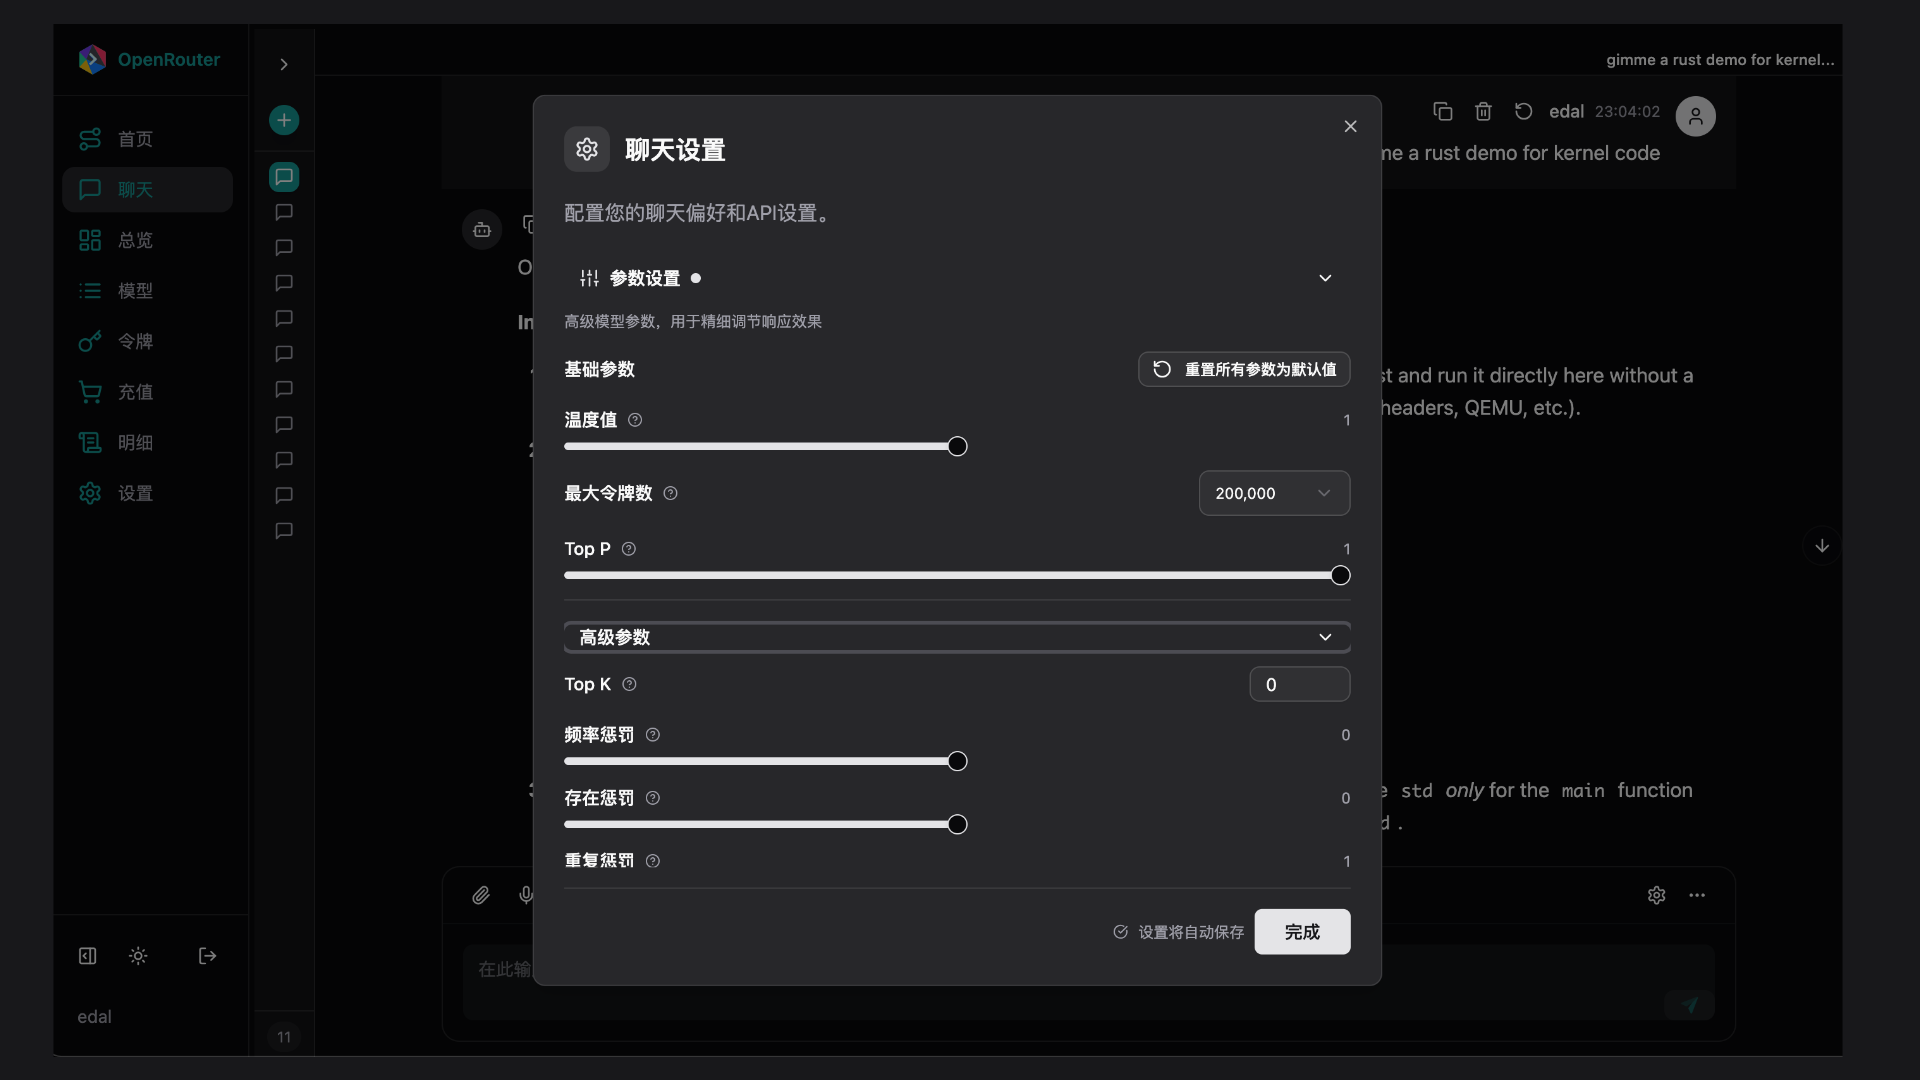 OpenRouter
首页
聊天
总览
模型
令牌
充值
明细
设置
edal
11
gimme a rust demo for kernel...
edal 23:04:02
me a rust demo for kernel code
st and run it directly here without a
headers, QEMU, etc.).
std only for the main function
在此输
聊天设置
配置您的聊天偏好和API设置。
参数设置
高级模型参数，用于精细调节响应效果
基础参数
重置所有参数为默认值
温度值 1
最大令牌数 200,000
Top P 1
高级参数
Top K 0
频率惩罚 0
存在惩罚 0
重复惩罚 1
设置将自动保存
完成